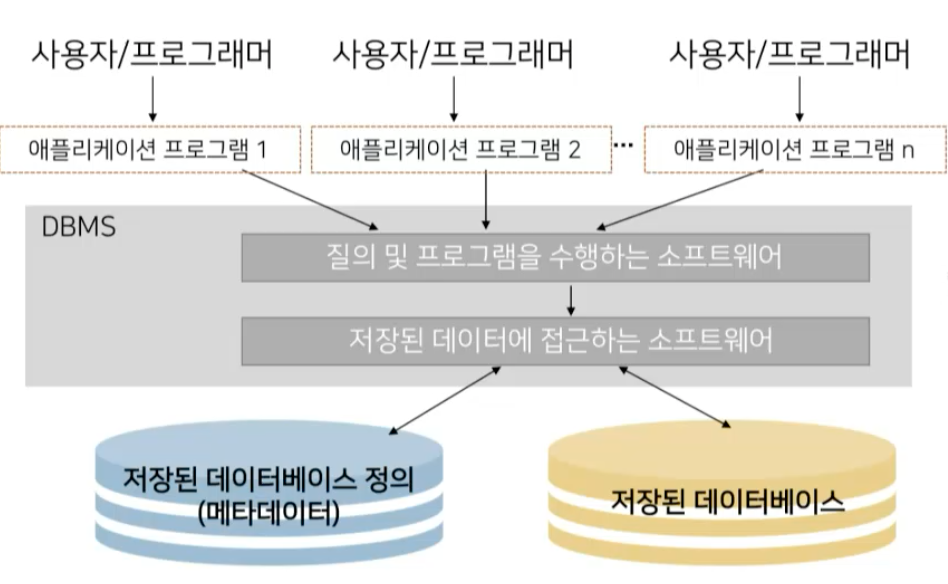 사용자/프로그래머 사용자/프로그래머 사용자/프로그래머
애플리케이션 프로그램 1 애플리케이션 프로그램 2 ... 애플리케이션 프로그램 n
DBMS
질의 및 프로그램을 수행하는 소프트웨어
저장된 데이터에 접근하는 소프트웨어
저장된 데이터베이스 정의
(메타데이터)
저장된 데이터베이스